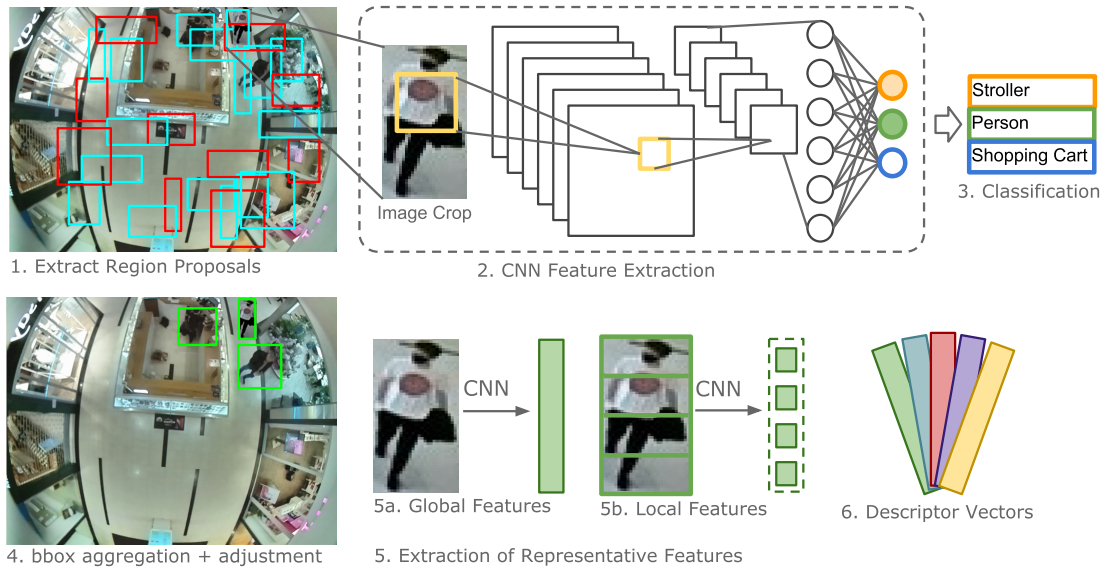 Image Crop
Stroller
Person
Shopping Cart
3. Classification
1. Extract Region Proposals
2. CNN Feature Extraction
CNN
CNN
5a. Global Features
5b. Local Features
6. Descriptor Vectors
4. bbox aggregation + adjustment
5. Extraction of Representative Features